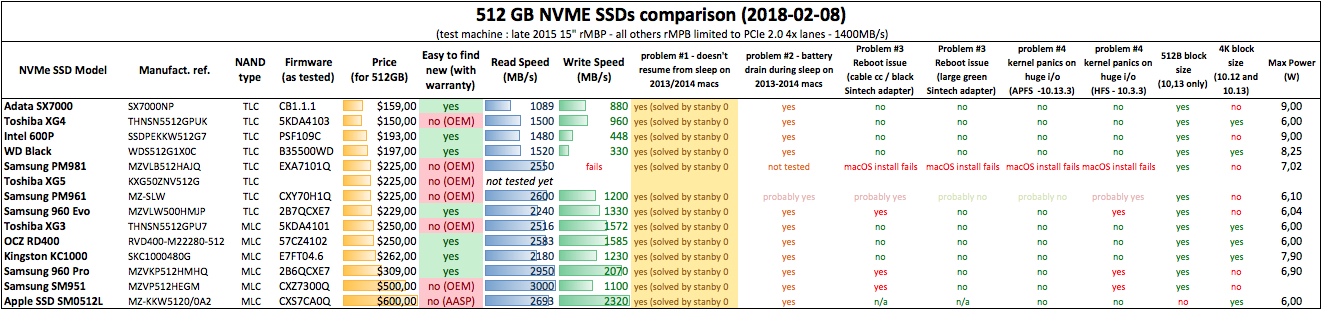 512 GB NVME SSDs comparison (2018-02-08)
(test machine : late 2015 15" rMBP - all others rMPB limited to PCIe 2.0 4x lanes - 1400MB/s)
NVMe SSD Model
Manufact. ref.
NAND
type
Firmware
(as tested)
Price
(for 512GB)
Easy to find
new (with
warranty)
Read Speed
(MB/s)
Write Speed
(MB/s)
problem #1 - doesn't
resume from sleep on
2013/2014 macs
problem #2 - battery
drain during sleep on
2013-2014 macs
Problem #3
Reboot issue
(cable cc / black
Sintech adapter)
Problem #3
Reboot issue
(large green
Sintech adapter)
problem #4
kernel panics on
huge i/o
(APFS -10.13.3)
problem #4
kernel panics on
huge i/o
(HFS - 10.3.3)
512B block
size
(10,13 only)
4K block
size
(10.12 and
10.13)
Max Power
(W)
Adata SX7000 SX7000NP TLC CB1.1.1 $159,00 yes 1089 880 yes (solved by stanby 0 yes no no no no yes no 9,00
Toshiba XG4 THNSN5512GPUK TLC 5KDA4103 $150,00 no (OEM) 1500 960 yes (solved by stanby 0 yes no no no no yes yes 6,00
Intel 600P SSDPEKKW512G7 TLC PSF109C $193,00 yes 1480 448 yes (solved by stanby 0 yes no no no no yes no 9,00
WD Black WDS512G1X0C TLC B35500WD $197,00 yes 1520 330 yes (solved by stanby 0 yes no no no no yes yes 8,25
Samsung PM981 MZVLB512HAJQ TLC EXA7101Q $225,00 no (OEM) 2550 fails yes (solved by stanby 0 not tested macOS install fails macOS install fails macOS install fails macOS install fails yes no 7,02
Toshiba XG5 KXG50ZNV512G TLC $225,00 no (OEM) not tested yet yes (solved by stanby 0
Samsung PM961 MZ-SLW TLC CXY70H1Q $225,00 no (OEM) 2600 1200 yes (solved by stanby 0 probably yes probably yes probably no probably no probably yes yes no 6,10
Samsung 960 Evo MZVLW500HMJP TLC 2B7QCXE7 $229,00 yes 2240 1330 yes (solved by stanby 0 yes yes no no yes yes no 6,04
Toshiba XG3 THNSN5512GPU7 MLC 5KDA4101 $250,00 no (OEM) 2516 1572 yes (solved by stanby 0 yes no no no no yes yes 6,00
OCZ RD400 RVD400-M22280-512 MLC 57CZ4102 $250,00 yes 2583 1585 yes (solved by stanby 0 yes no no no no yes yes 6,00
Kingston KC1000 SKC1000480G MLC E7FT04.6 $262,00 yes 2180 1230 yes (solved by stanby 0 yes no no no no yes yes 7,90
Samsung 960 Pro MZVKP512HMHQ MLC 2B6QCXE7 $309,00 yes 2950 2070 yes (solved by stanby 0 yes yes no no yes yes no 6,90
Samsung SM951 MZVP512HEGM MLC CXZ7300Q $500,00 no (OEM) 3000 1100 yes (solved by stanby 0 yes yes no no yes yes no
Apple SSD SM0512L MZ-KKW5120/0A2 MLC CXS7CA0Q $600,00 no (AASP) 2693 2320 yes (solved by stanby 0 yes n/a n/a no no no yes 6,00